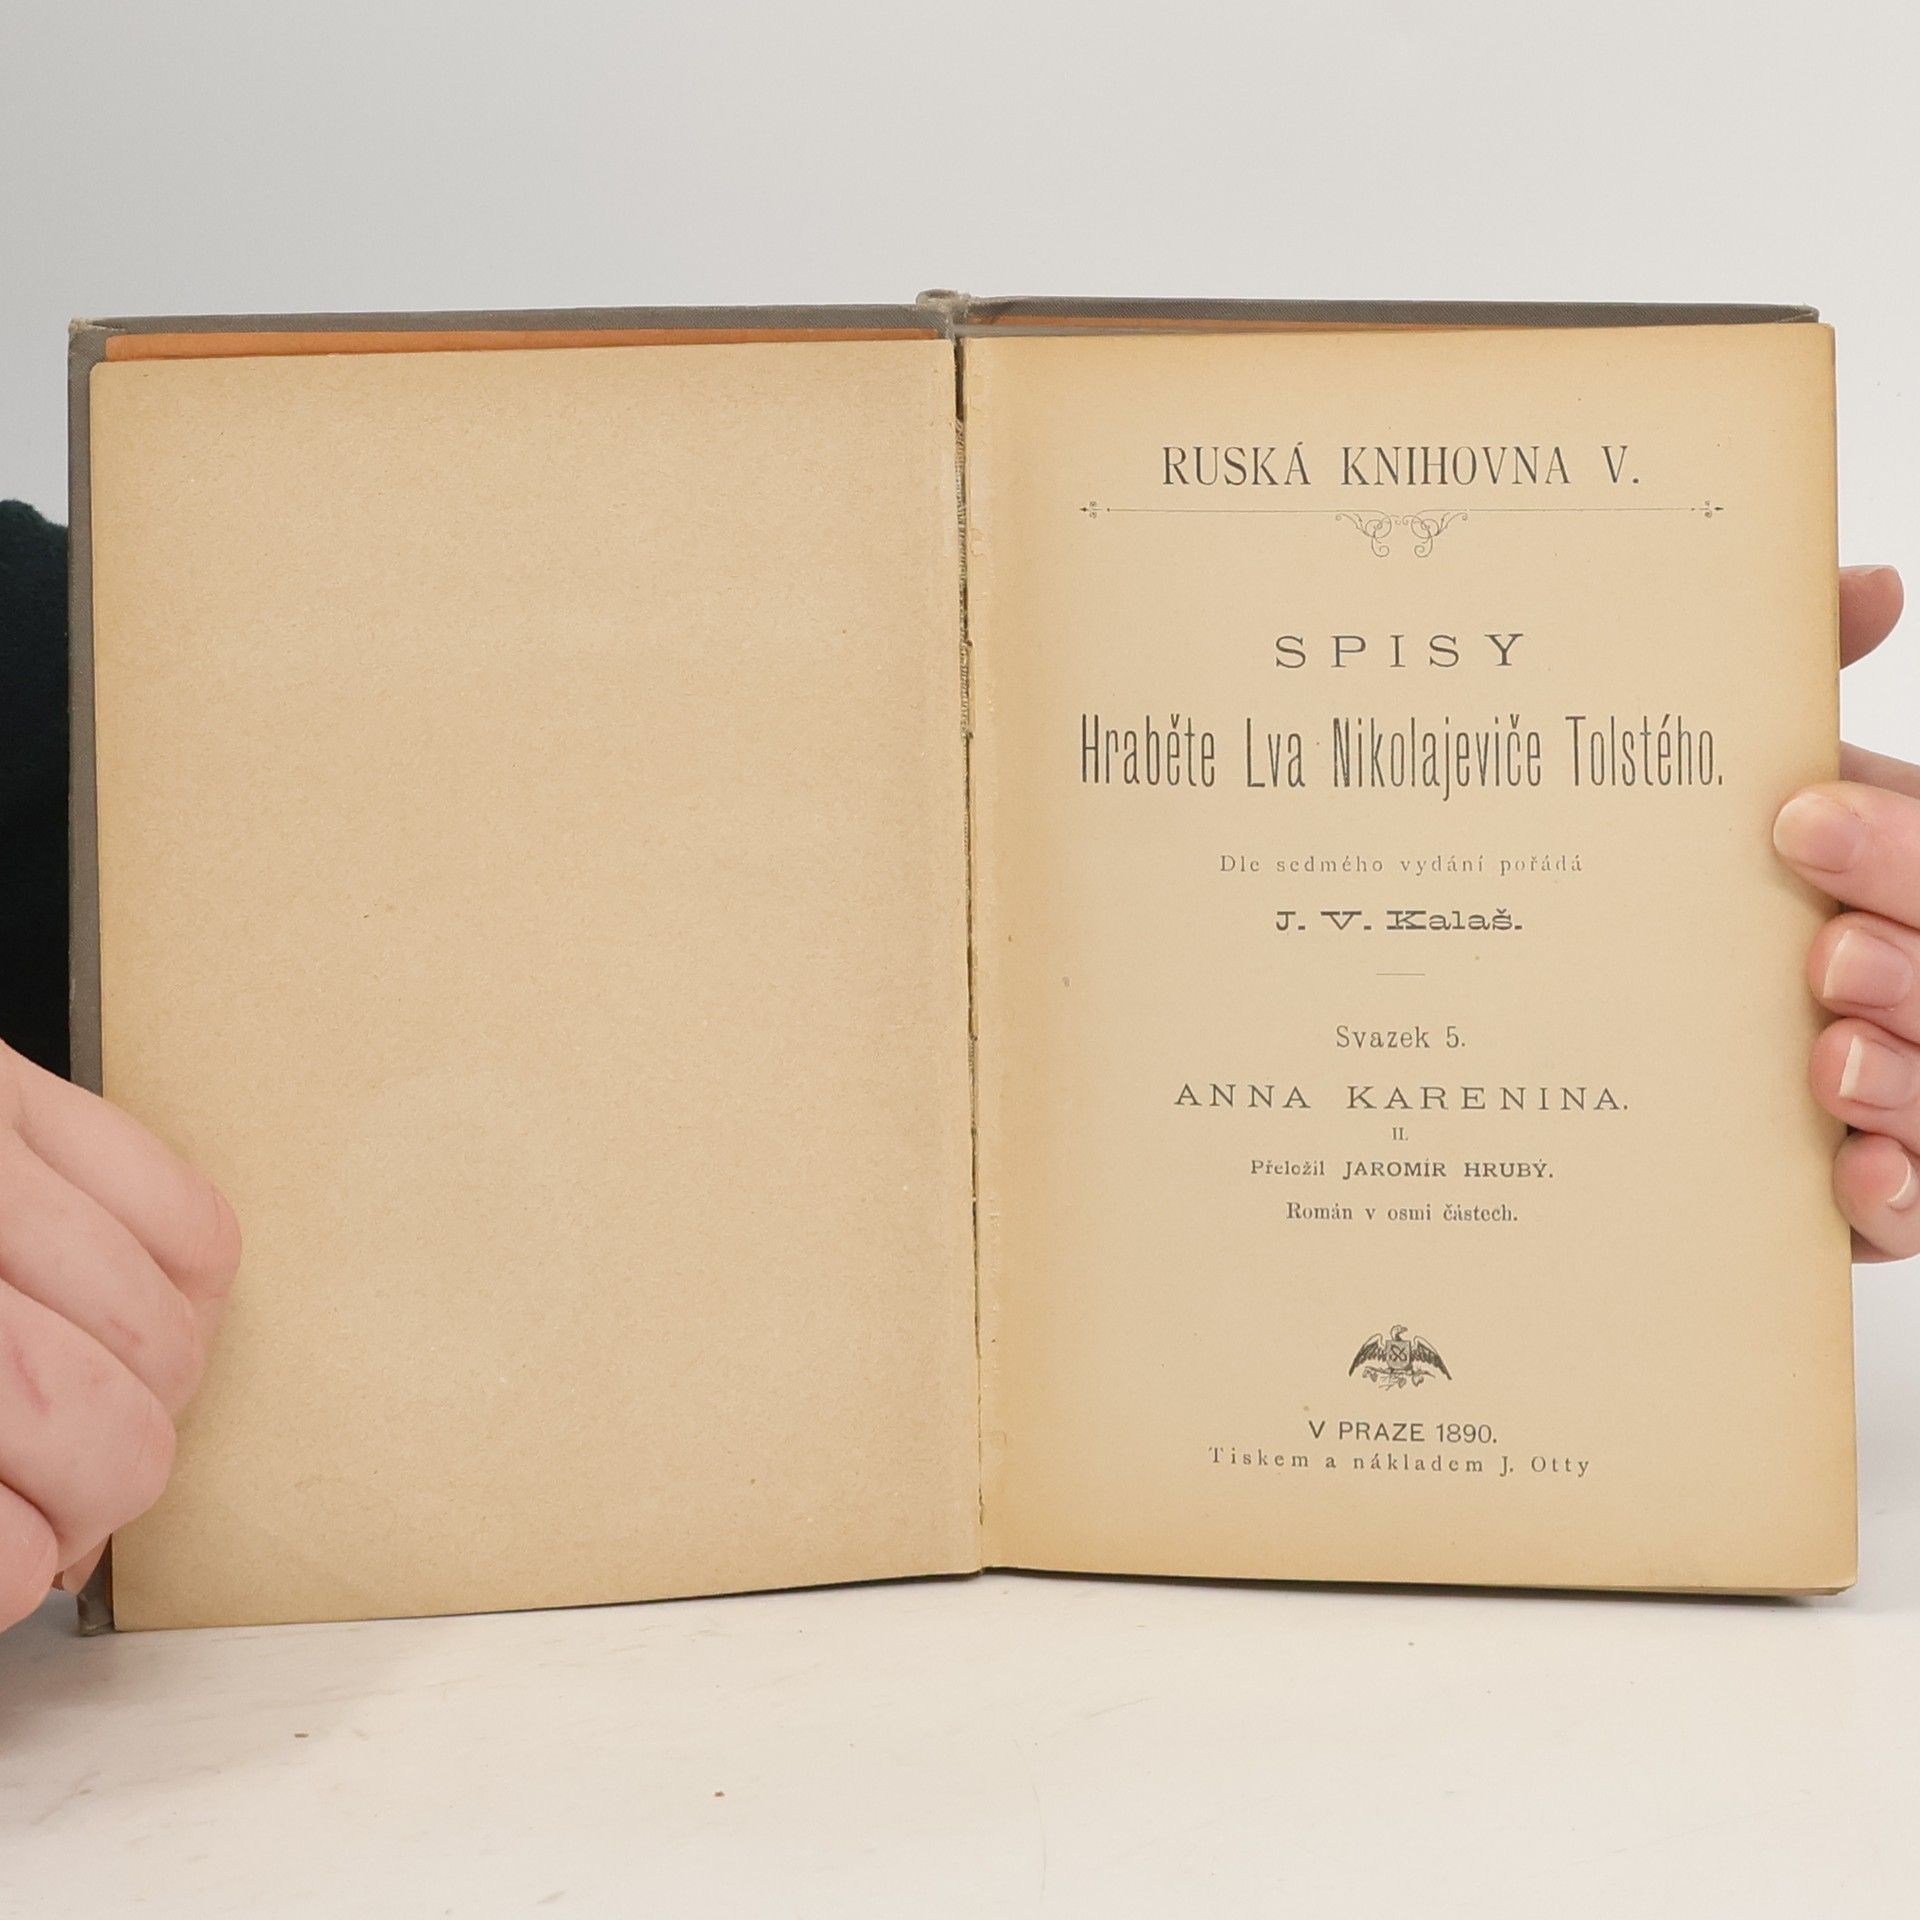 RUSKÁ KNIHOVNA V.
SPISY
Hraběte Lva Nikolajeviče Tolstého.
Dle sedmého vydání pořádá
J. V. Kalaš.
Svazek 5.
ANNA KARENINA.
II.
Přeložil JAROMÍR HRUBÝ.
Román v osmi částech.
V PRAZE 1890.
Tiskem a nákladem J. Otty